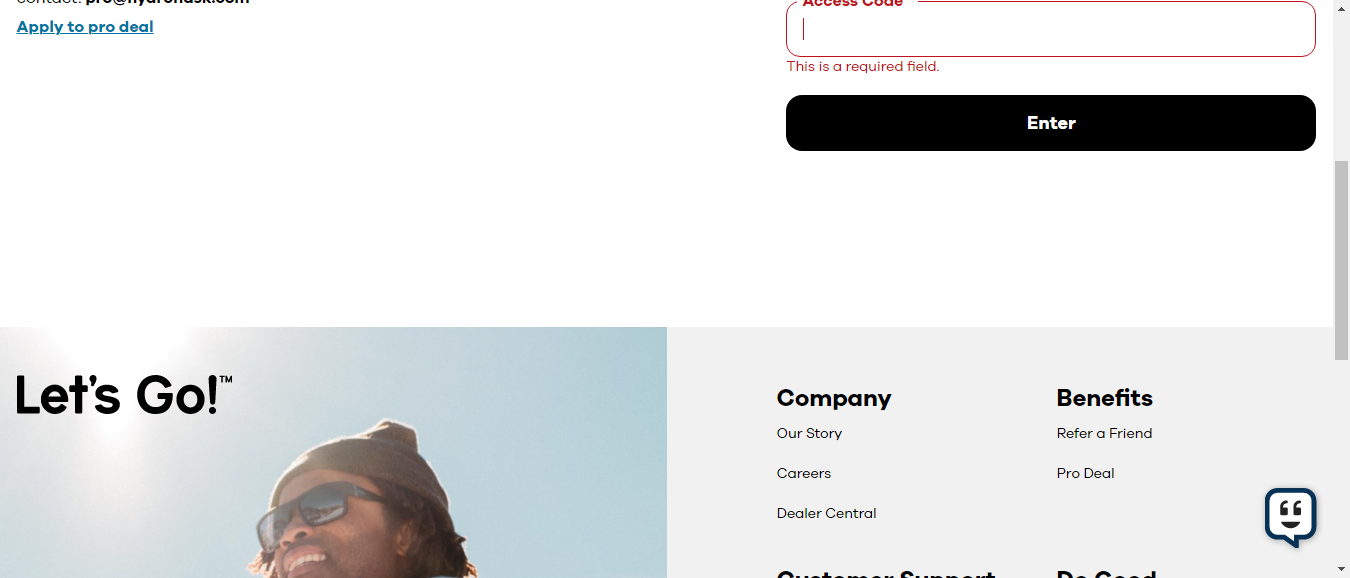 contact: pro@hydroflask.com
Apply to pro deal
Access Code
This is a required field.
Enter
Let's Go!™
Company
Our Story
Careers
Dealer Central
Benefits
Refer a Friend
Pro Deal
Customer Support
Do Good